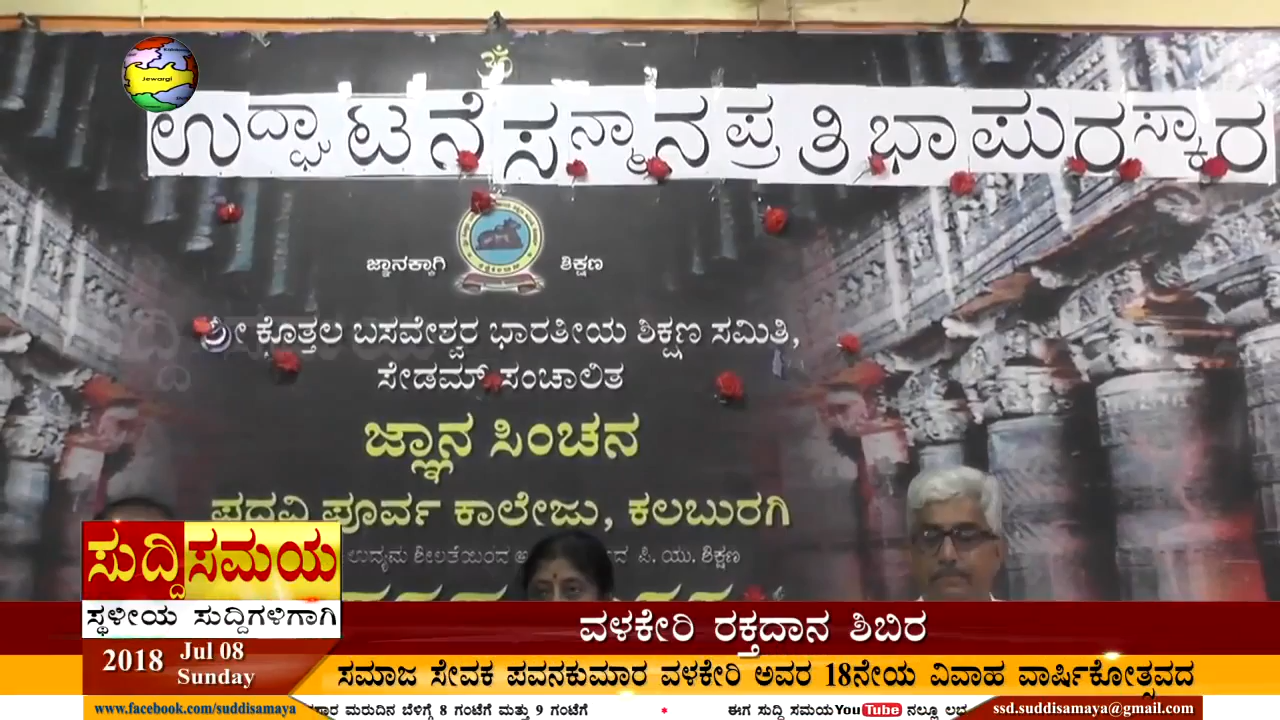 ॐ
Jewargi
ಉದ್ಘಾಟನೆ ಸನ್ಮಾನ ಪ್ರತಿಭಾ ಪುರಸ್ಕಾರ
ಜ್ಞಾನಕ್ಕಾಗಿ ಶಿಕ್ಷಣ
ಶ್ರೀ ಕೊತ್ತಲ ಬಸವೇಶ್ವರ ಭಾರತೀಯ ಶಿಕ್ಷಣ ಸಮಿತಿ,
ಸೇಡಮ್ ಸಂಚಾಲಿತ
ಜ್ಞಾನ ಸಿಂಚನ
ಪದವಿ ಪೂರ್ವ ಕಾಲೇಜು, ಕಲಬುರಗಿ
ಪಿ. ಯು. ಶಿಕ್ಷಣ
ಸುದ್ದಿಸಮಯ
ಸ್ಥಳೀಯ ಸುದ್ದಿಗಳಿಗಾಗಿ
ವಳಕೇರಿ ರಕ್ತದಾನ ಶಿಬಿರ
2018 Jul 08 Sunday
ಸಮಾಜ ಸೇವಕ ಪವನಕುಮಾರ ವಳಕೇರಿ ಅವರ 18ನೇಯ ವಿವಾಹ ವಾರ್ಷಿಕೋತ್ಸವದ
www.facebook.com/suddisamaya ಮರುದಿನ ಬೆಳಿಗ್ಗೆ 8 ಗಂಟೆಗೆ ಮತ್ತು 9 ಗಂಟೆಗೆ * ಈಗ ಸುದ್ದಿ ಸಮಯ YouTube ನಲ್ಲೂ ಲಭ ssd.suddisamaya@gmail.com